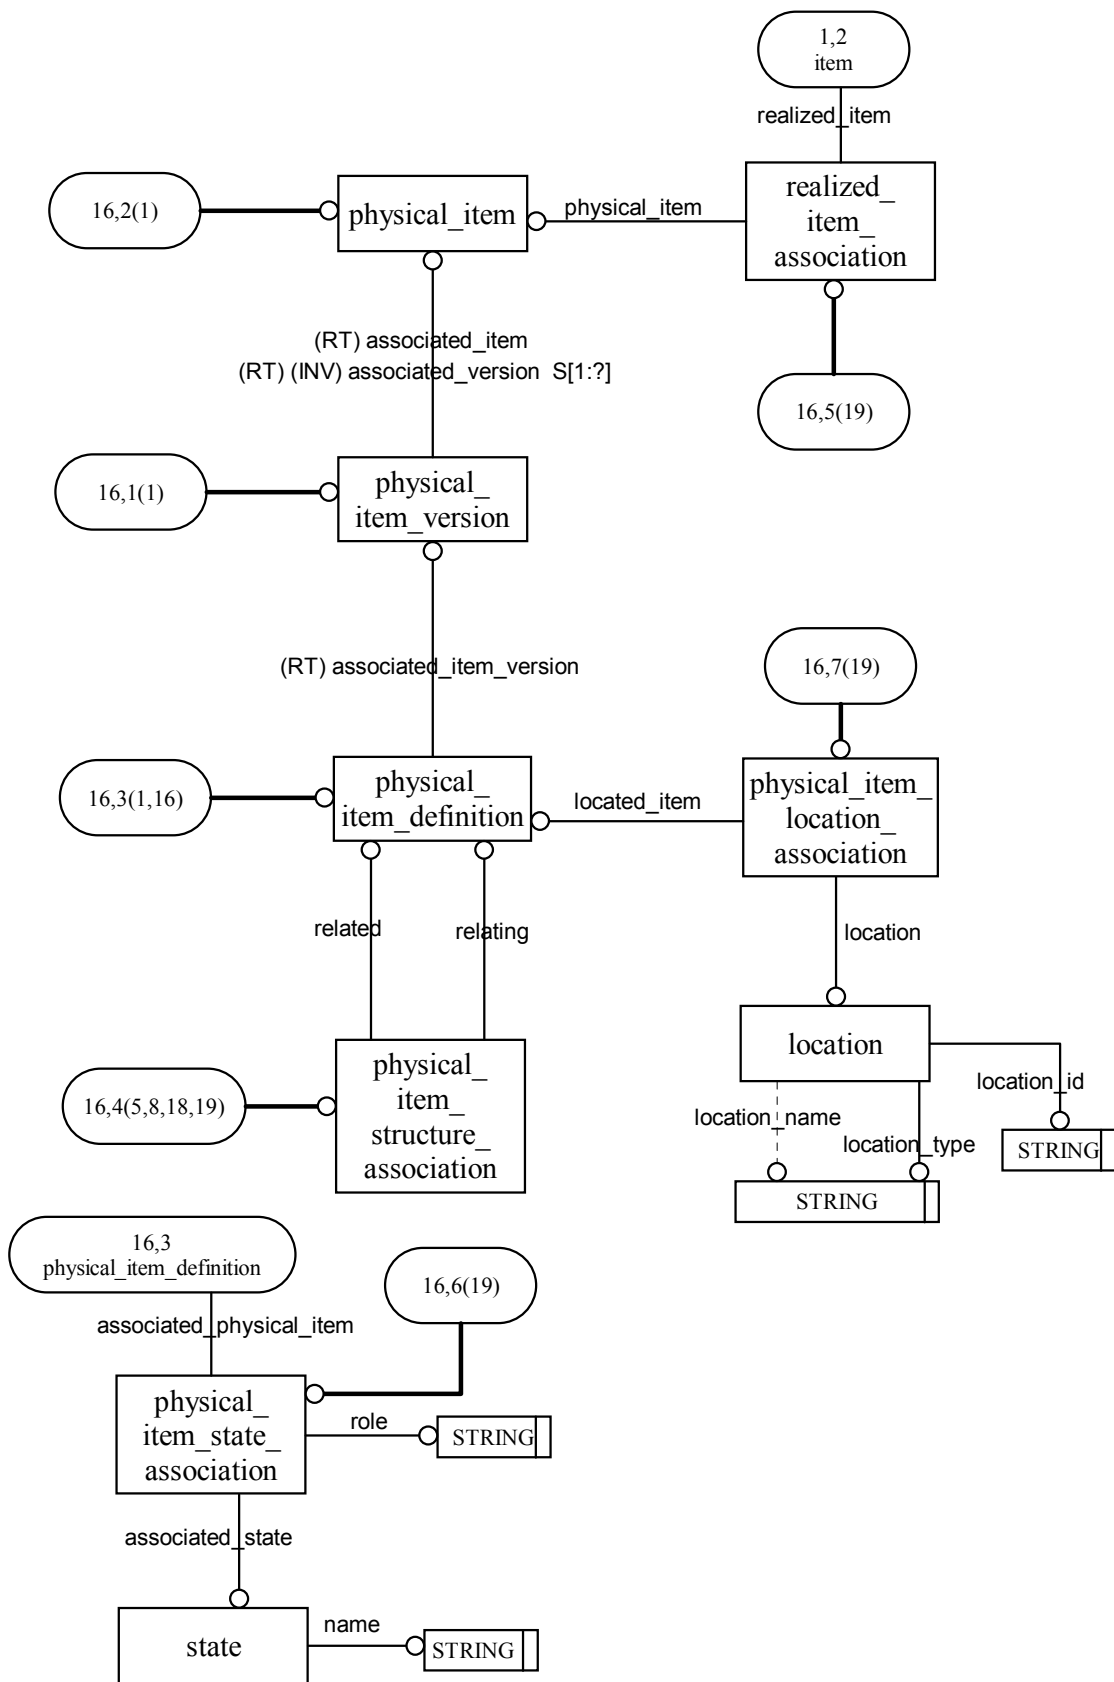 1,2
item
realized_item
16,2(1)
physical_item
physical_item
realized_
item_
association
(RT) associated_item
(RT) (INV) associated_version S[1:?]
16,5(19)
16,1(1)
physical_
item_version
(RT) associated_item_version
16,7(19)
16,3(1,16)
physical_
item_definition
located_item
physical_item_
location_
association
related
relating
location
location
16,4(5,8,18,19)
physical_
item_
structure_
association
location_name
location_type
location_id
STRING
STRING
16,3
physical_item_definition
16,6(19)
associated_physical_item
physical_
item_state_
association
role
STRING
associated_state
state
name
STRING